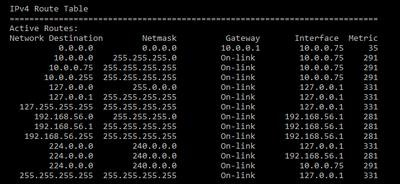 IPv4 Route Table
===========================================================================
Active Routes:
Network Destination        Netmask          Gateway       Interface  Metric
          0.0.0.0          0.0.0.0         10.0.0.1        10.0.0.75     35
         10.0.0.0    255.255.255.0         On-link         10.0.0.75    291
        10.0.0.75  255.255.255.255         On-link         10.0.0.75    291
       10.0.0.255  255.255.255.255         On-link         10.0.0.75    291
        127.0.0.0        255.0.0.0         On-link         127.0.0.1    331
        127.0.0.1  255.255.255.255         On-link         127.0.0.1    331
  127.255.255.255  255.255.255.255         On-link         127.0.0.1    331
     192.168.56.0    255.255.255.0         On-link      192.168.56.1    281
     192.168.56.1  255.255.255.255         On-link      192.168.56.1    281
   192.168.56.255  255.255.255.255         On-link      192.168.56.1    281
        224.0.0.0        240.0.0.0         On-link         127.0.0.1    331
        224.0.0.0        240.0.0.0         On-link      192.168.56.1    281
        224.0.0.0        240.0.0.0         On-link         10.0.0.75    291
  255.255.255.255  255.255.255.255         On-link         127.0.0.1    331